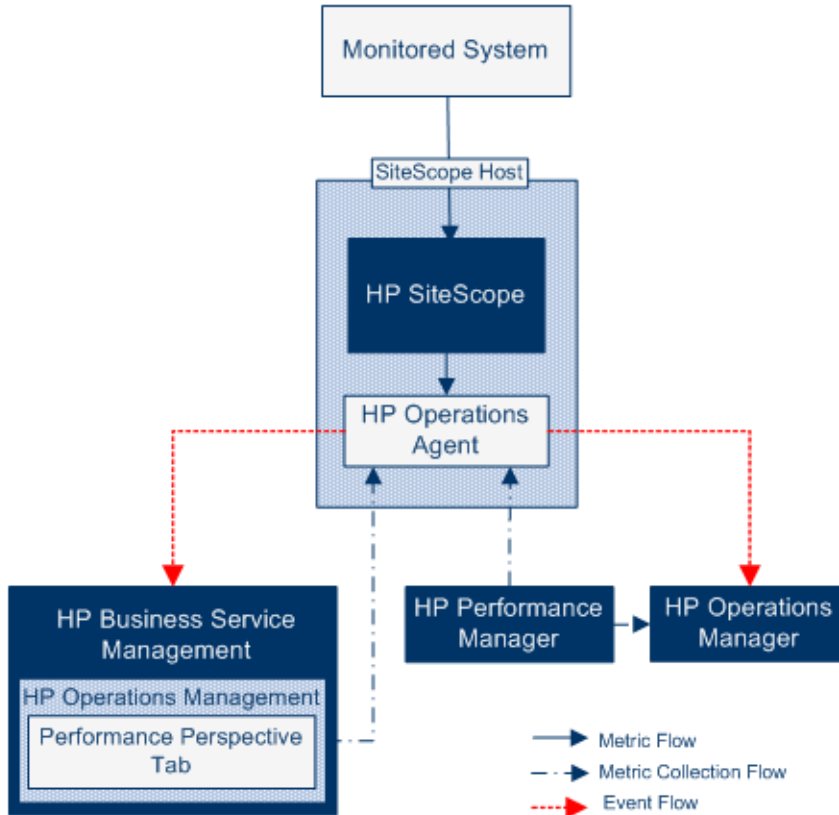 Monitored System
SiteScope Host
HP SiteScope
HP Operations
Agent
HP Business Service
Management
HP Operations Management
Performance Perspective
Tab
HP Performance
Manager
HP Operations
Manager
Metric Flow
Metric Collection Flow
Event Flow